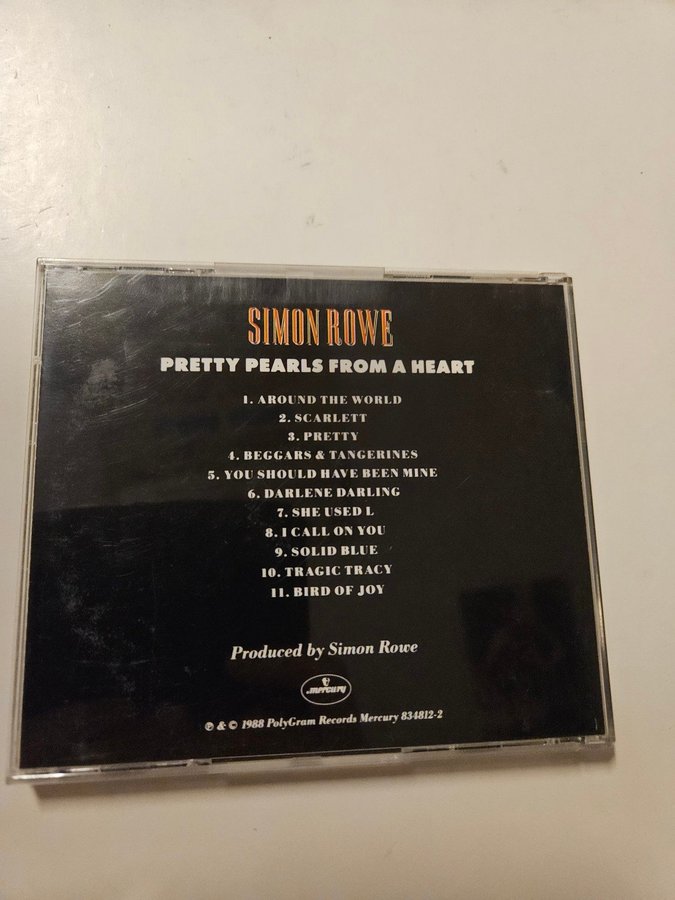 SIMON ROWE
PRETTY PEARLS FROM A HEART
1. AROUND THE WORLD
2. SCARLETT
3. PRETTY
4. BEGGARS & TANGERINES
5. YOU SHOULD HAVE BEEN MINE
6. DARLENE DARLING
7. SHE USED L
8. I CALL ON YOU
9. SOLID BLUE
10. TRAGIC TRACY
11. BIRD OF JOY
Produced by Simon Rowe
mercury
℗ & © 1988 PolyGram Records Mercury 834812-2